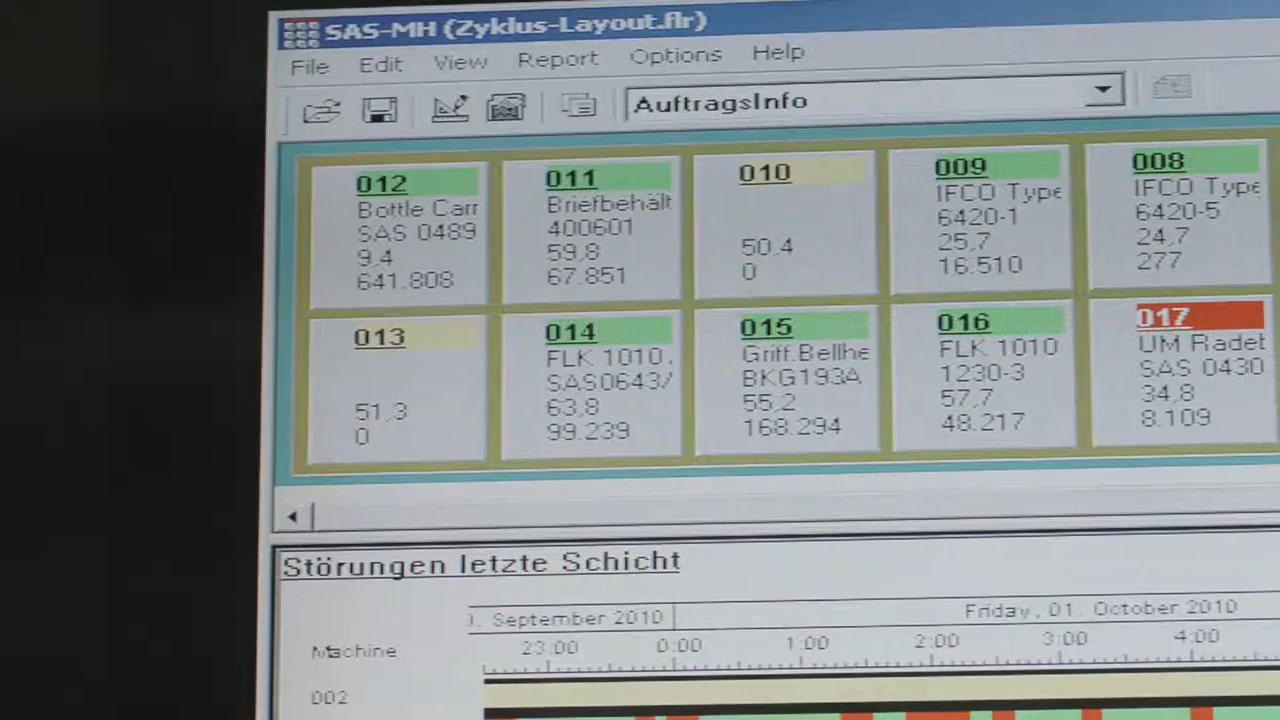 SAS-MH (Zyklus-Layout.flr)
File Edit View Report Options Help
AuftragsInfo
012
Bottle Carr
SAS 0489
9,4
641.808
011
Briefbehält
400601
59,8
67.851
010
50,4
0
009
IFCO Type
6420-1
25,7
16.510
008
IFCO Type
6420-5
24,7
277
013
51,3
0
014
FLK 1010.
SAS0643/
63,8
99.239
015
Griff.Bellhe
BKG193A
55,2
168.294
016
FLK 1010
1230-3
57,7
48.217
017
UM Radet
SAS 0430
34,8
8.109
Störungen letzte Schicht
. September 2010 Friday, 01. October 2010
Machine 23:00 0:00 1:00 2:00 3:00 4:00
002